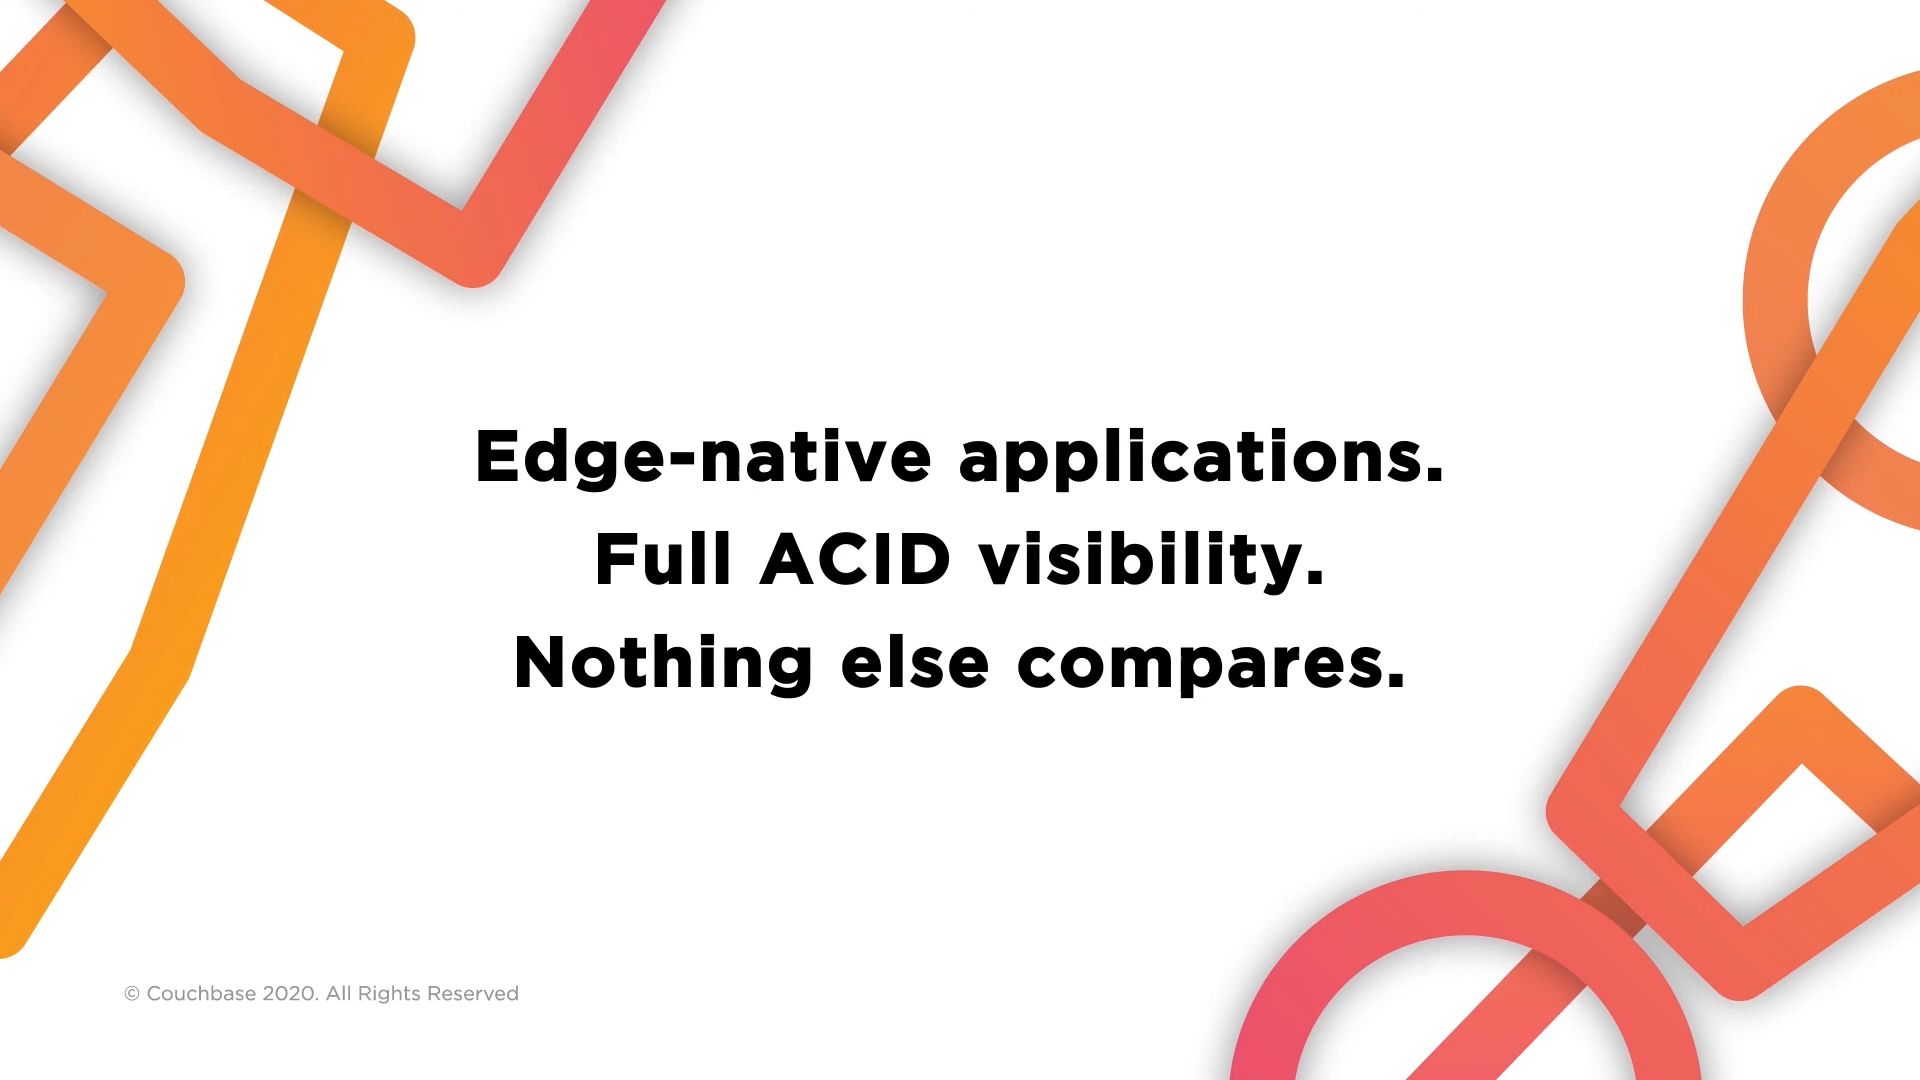 Edge-native applications.
Full ACID visibility.
Nothing else compares.
© Couchbase 2020. All Rights Reserved